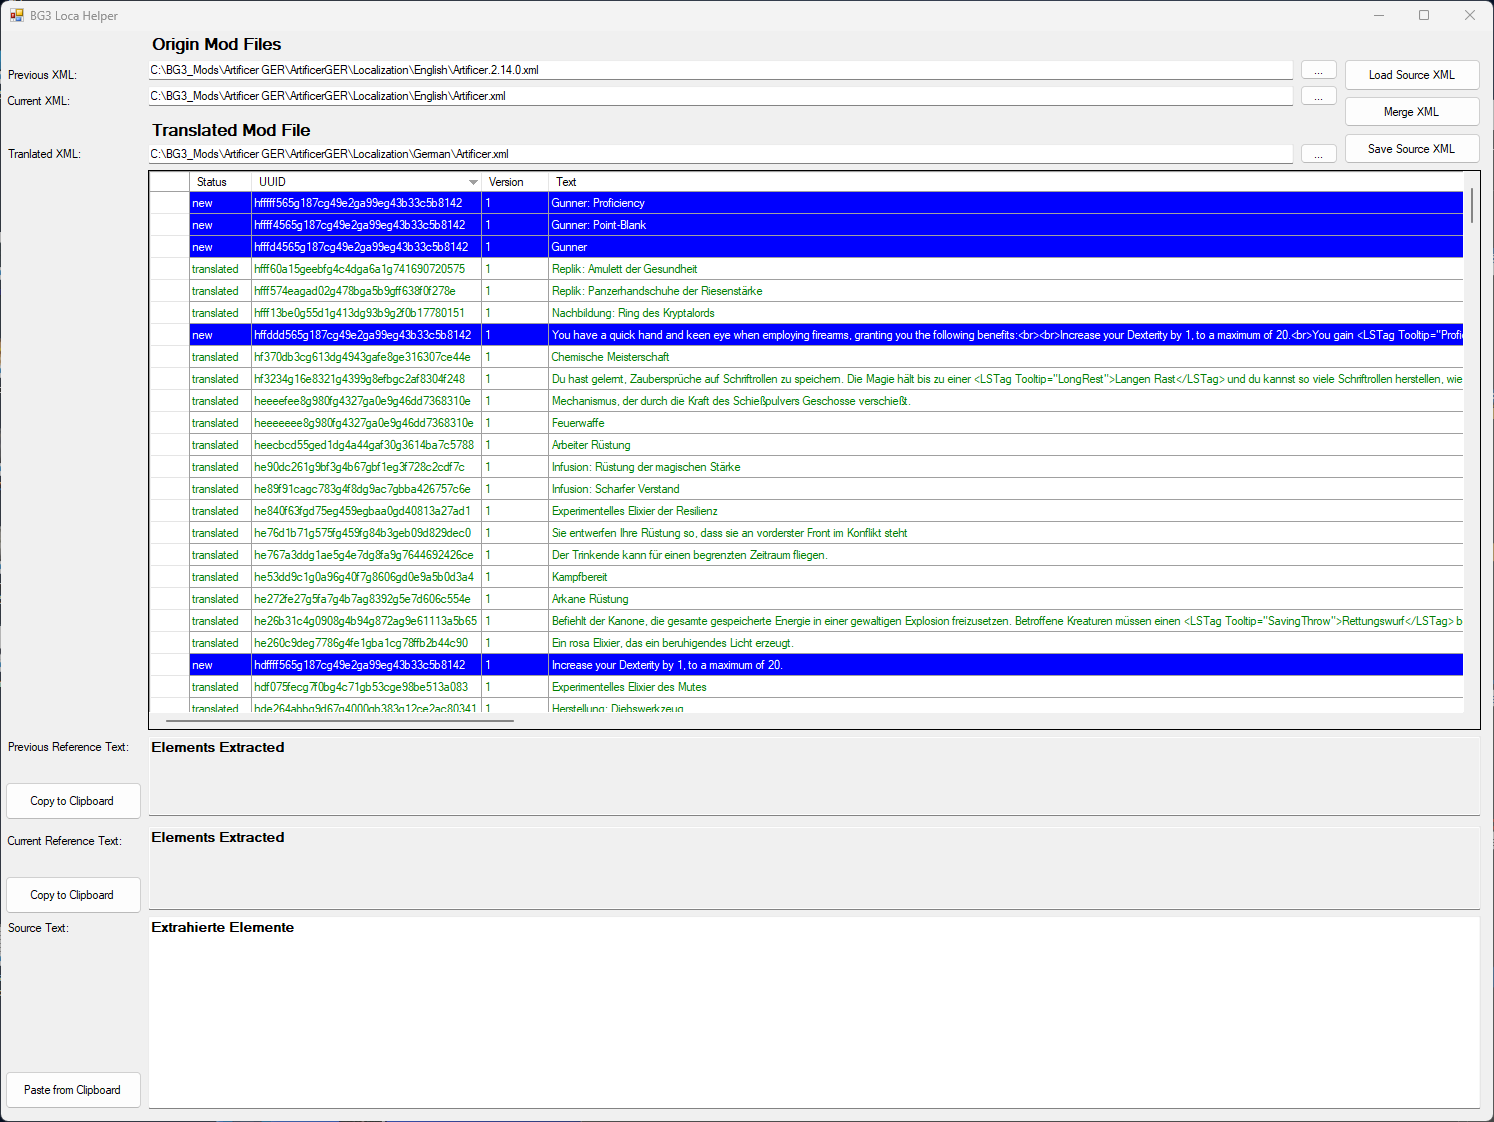 BG3 Loca Helper
Origin Mod Files
Previous XML: C:\BG3_Mods\Artificer GER\ArtificerGER\Localization\English\Artificer.2.14.0.xml ... Load Source XML
Current XML: C:\BG3_Mods\Artificer GER\ArtificerGER\Localization\English\Artificer.xml ... Merge XML
Translated Mod File
Tranlated XML: C:\BG3_Mods\Artificer GER\ArtificerGER\Localization\German\Artificer.xml ... Save Source XML
Status UUID Version Text
new hfffff565g187cg49e2ga99eg43b33c5b8142 1 Gunner: Proficiency
new hffff4565g187cg49e2ga99eg43b33c5b8142 1 Gunner: Point-Blank
new hfffd4565g187cg49e2ga99eg43b33c5b8142 1 Gunner
translated hfff60a15geebfg4c4dga6a1g741690720575 1 Replik: Amulett der Gesundheit
translated hfff574eagad02g478bga5b9gff638f0f278e 1 Replik: Panzerhandschuhe der Riesenstärke
translated hfff13be0g55d1g413dg93b9g2f0b17780151 1 Nachbildung: Ring des Kryptalords
new hffddd565g187cg49e2ga99eg43b33c5b8142 1 You have a quick hand and keen eye when employing firearms, granting you the following benefits:<br><br>Increase your Dexterity by 1, to a maximum of 20.<br>You gain <LSTag Tooltip="Profi
translated hf370db3cg613dg4943gafe8ge316307ce44e 1 Chemische Meisterschaft
translated hf3234g16e8321g4399g8efbgc2af8304f248 1 Du hast gelernt, Zaubersprüche auf Schriftrollen zu speichern. Die Magie hält bis zu einer <LSTag Tooltip="LongRest">Langen Rast</LSTag> und du kannst so viele Schriftrollen herstellen, wie
translated heeeefee8g980fg4327ga0e9g46dd7368310e 1 Mechanismus, der durch die Kraft des Schießpulvers Geschosse verschießt.
translated heeeeeee8g980fg4327ga0e9g46dd7368310e 1 Feuerwaffe
translated heecbcd55ged1dg4a44gaf30g3614ba7c5788 1 Arbeiter Rüstung
translated he90dc261g9bf3g4b67gbf1eg3f728c2cdf7c 1 Infusion: Rüstung der magischen Stärke
translated he89f91cagc783g4f8dg9ac7gbba426757c6e 1 Infusion: Scharfer Verstand
translated he840f63fgd75eg459egbaa0gd40813a27ad1 1 Experimentelles Elixier der Resilienz
translated he76d1b71g575fg459fg84b3geb09d829dec0 1 Sie entwerfen Ihre Rüstung so, dass sie an vorderster Front im Konflikt steht
translated he767a3ddg1ae5g4e7dg8fa9g7644692426ce 1 Der Trinkende kann für einen begrenzten Zeitraum fliegen.
translated he53dd9c1g0a96g40f7g8606gd0e9a5b0d3a4 1 Kampfbereit
translated he272fe27g5fa7g4b7ag8392g5e7d606c554e 1 Arkane Rüstung
translated he26b31c4g0908g4b94g872ag9e61113a5b65 1 Befiehlt der Kanone, die gesamte gespeicherte Energie in einer gewaltigen Explosion freizusetzen. Betroffene Kreaturen müssen einen <LSTag Tooltip="SavingThrow">Rettungswurf</LSTag> b
translated he260c9deg7786g4fe1gba1cg78ffb2b44c90 1 Ein rosa Elixier, das ein beruhigendes Licht erzeugt.
new hdffff565g187cg49e2ga99eg43b33c5b8142 1 Increase your Dexterity by 1, to a maximum of 20.
translated hdf075fecg7f0bg4c71gb53cge98be513a083 1 Experimentelles Elixier des Mutes
translated hde264abbg9d67g4000gb383g12ce2ac80341 1 Herstellung: Diebswerkzeug
Previous Reference Text: Elements Extracted
Copy to Clipboard
Current Reference Text: Elements Extracted
Copy to Clipboard
Source Text: Extrahierte Elemente
Paste from Clipboard